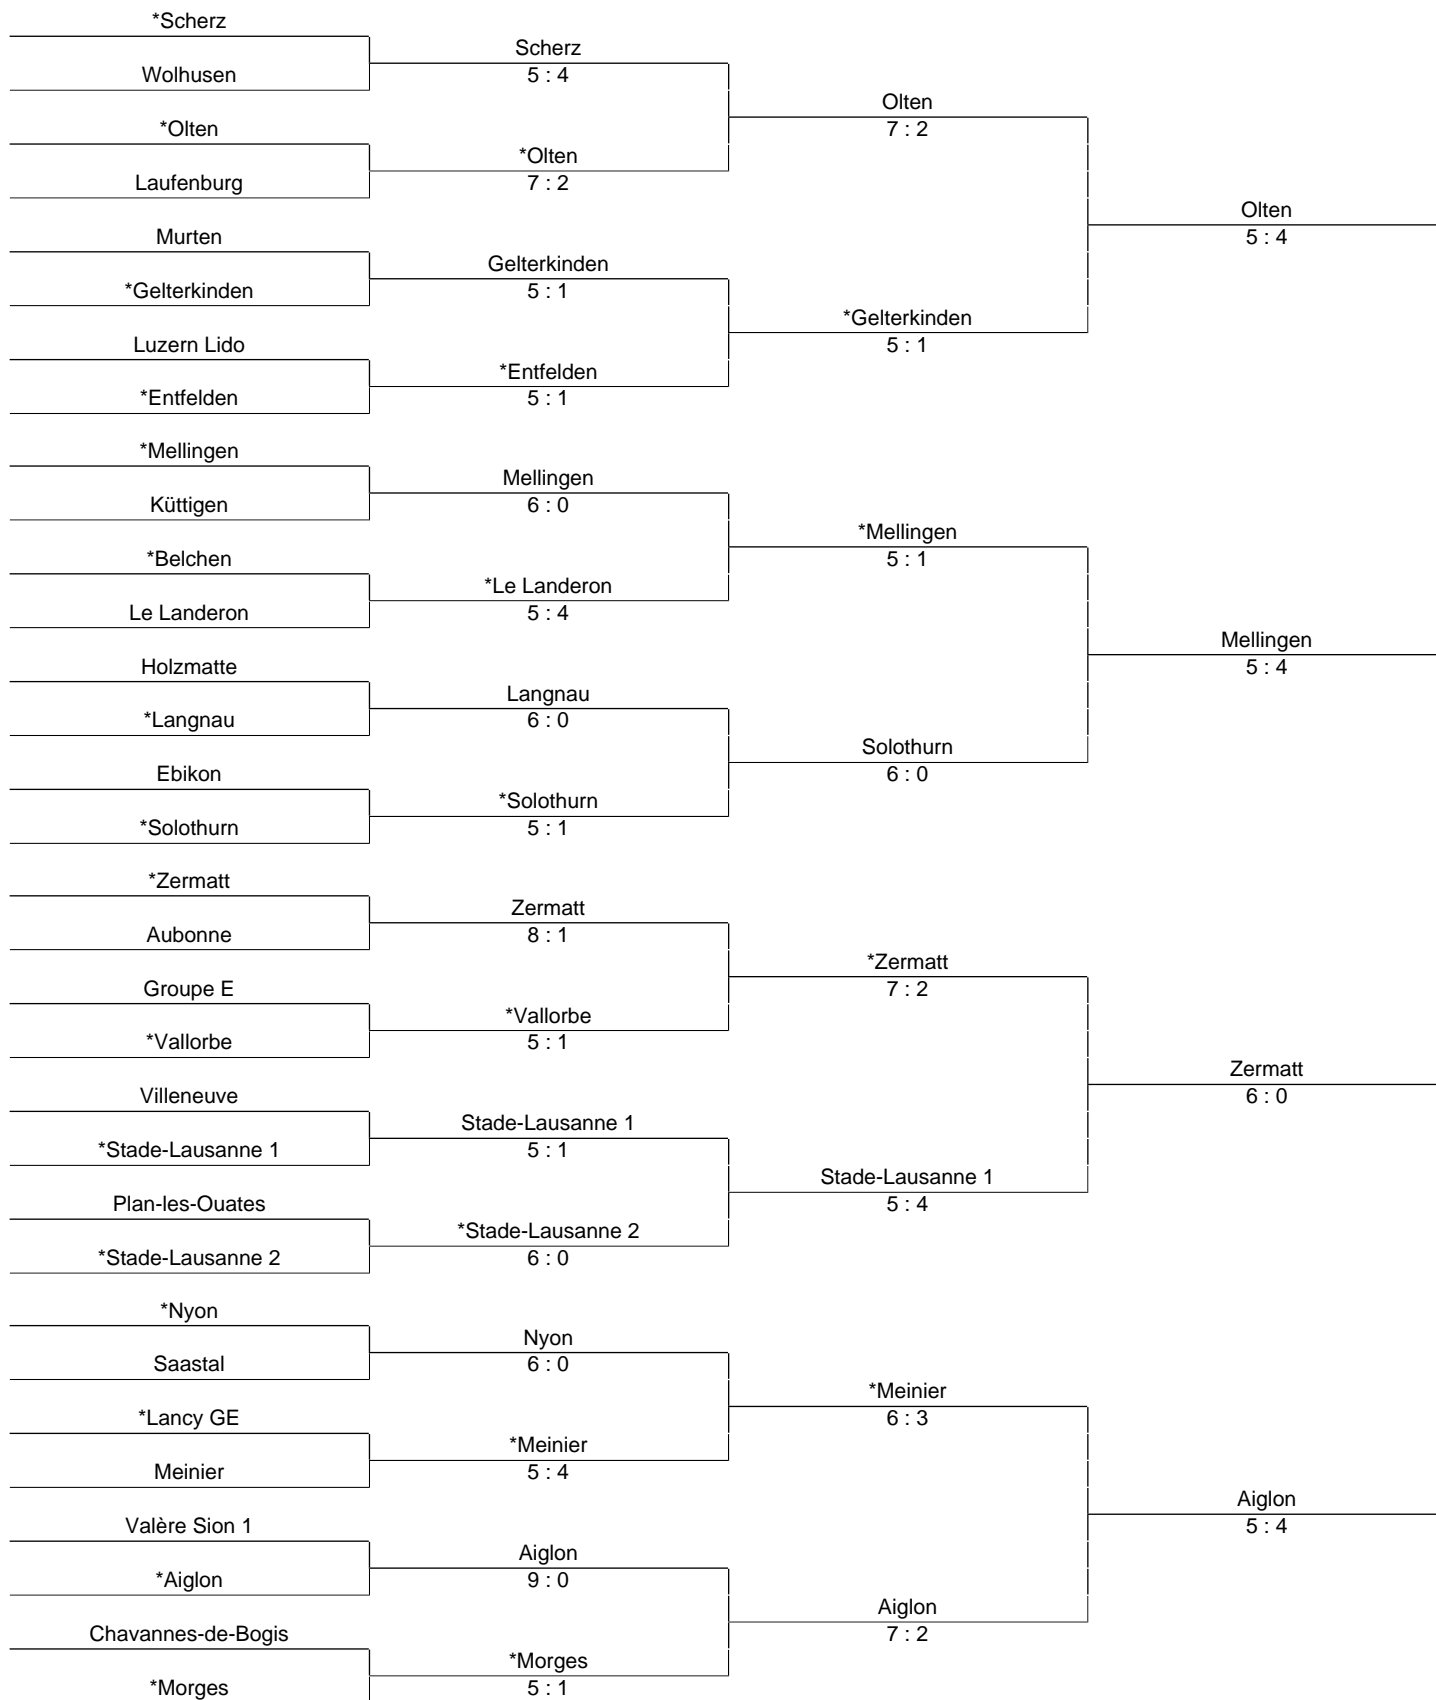 *Scherz
Wolhusen
*Olten
Laufenburg
Murten
*Gelterkinden
Luzern Lido
*Entfelden
*Mellingen
Küttigen
*Belchen
Le Landeron
Holzmatte
*Langnau
Ebikon
*Solothurn
*Zermatt
Aubonne
Groupe E
*Vallorbe
Villeneuve
*Stade-Lausanne 1
Plan-les-Ouates
*Stade-Lausanne 2
*Nyon
Saastal
*Lancy GE
Meinier
Valère Sion 1
*Aiglon
Chavannes-de-Bogis
*Morges
Scherz
5 : 4
*Olten
7 : 2
Gelterkinden
5 : 1
*Entfelden
5 : 1
Mellingen
6 : 0
*Le Landeron
5 : 4
Langnau
6 : 0
*Solothurn
5 : 1
Zermatt
8 : 1
*Vallorbe
5 : 1
Stade-Lausanne 1
5 : 1
*Stade-Lausanne 2
6 : 0
Nyon
6 : 0
*Meinier
5 : 4
Aiglon
9 : 0
*Morges
5 : 1
Olten
7 : 2
*Gelterkinden
5 : 1
*Mellingen
5 : 1
Solothurn
6 : 0
*Zermatt
7 : 2
Stade-Lausanne 1
5 : 4
*Meinier
6 : 3
Aiglon
7 : 2
Olten
5 : 4
Mellingen
5 : 4
Zermatt
6 : 0
Aiglon
5 : 4